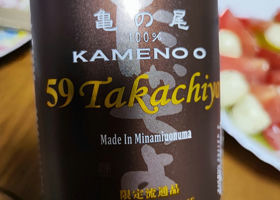 亀の尾
100%
KAMENOO
59 Takachiyo
Made In Minamiuonuma
限定流通品